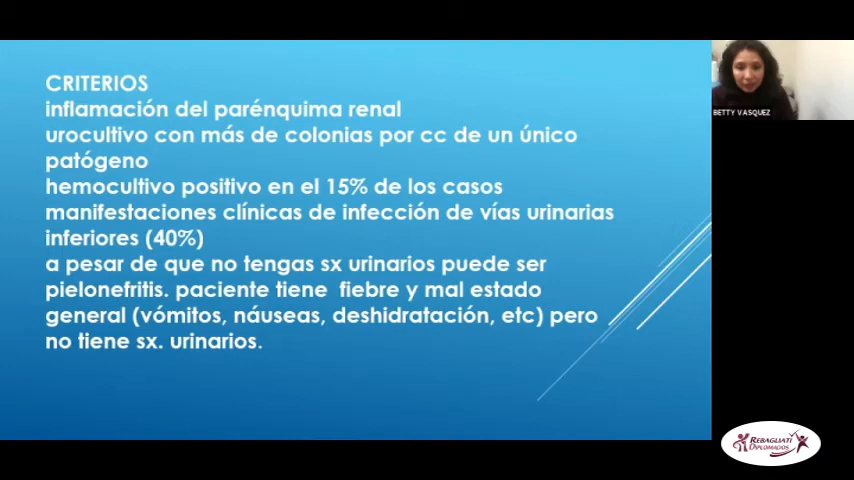 CRITERIOS
inflamación del parénquima renal
urocultivo con más de colonias por cc de un único
patógeno
hemocultivo positivo en el 15% de los casos
manifestaciones clínicas de infección de vías urinarias
inferiores (40%)
a pesar de que no tengas sx urinarios puede ser
pielonefritis. paciente tiene fiebre y mal estado
general (vómitos, náuseas, deshidratación, etc) pero
no tiene sx. urinarios.
BETTY VASQUEZ
REBAGLIATI
DIPLOMADOS